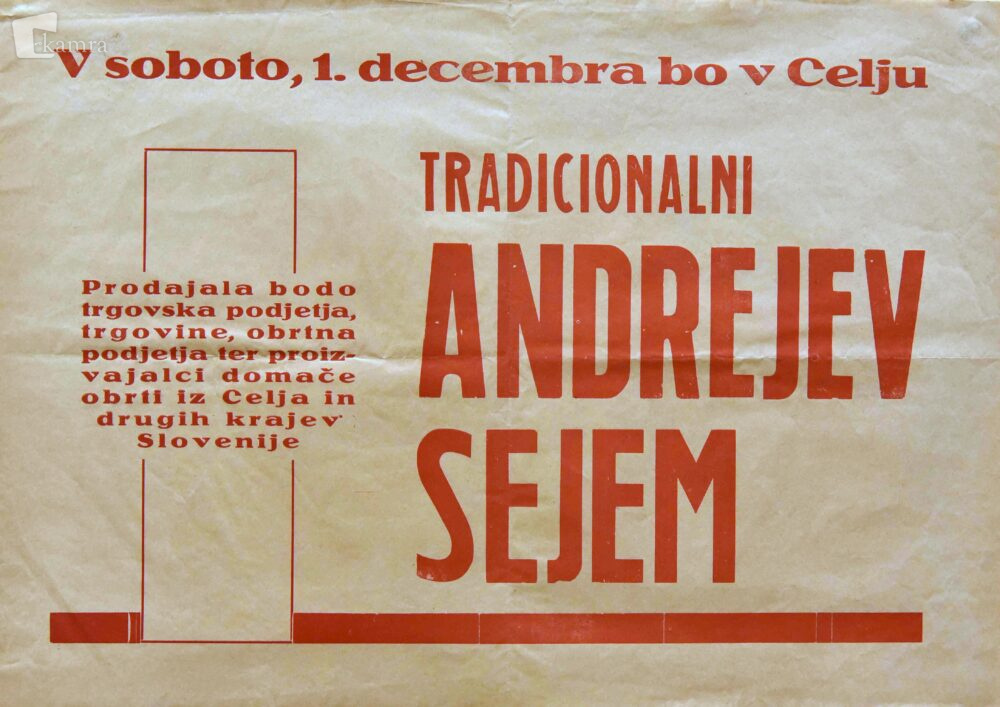 kamra
V soboto, 1. decembra bo v Celju
TRADICIONALNI
ANDREJEV
SEJEM
Prodajala bodo
trgovska podjetja,
trgovine, obrtna
podjetja ter proiz-
vajalci domače
obrti iz Celja in
drugih krajev
Slovenije